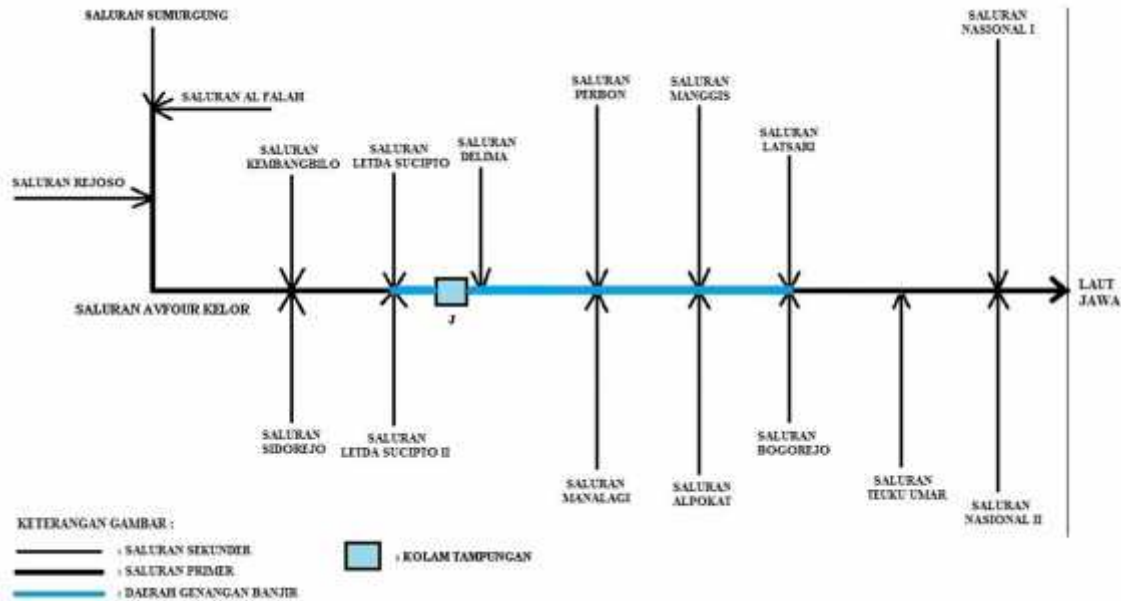 SALURAN SUMURGUNG
SALURAN
NASIONAL I
SALURAN AL FALAH
SALURAN
PERBON
SALURAN
MANGGIS
SALURAN
KEMBANGBILO
SALURAN
LETDA SUCIPTO
SALURAN
DELIMA
SALURAN
LATSARI
SALURAN REJOSO
SALURAN AVFOUR KELOR
J
LAUT
JAWA
SALURAN
SIDOREJO
SALURAN
LETDA SUCIPTO II
SALURAN
MANALAGI
SALURAN
ALPOKAT
SALURAN
BOGOREJO
SALURAN
TEUKU UMAR
SALURAN
NASIONAL II
KETERANGAN GAMBAR :
: SALURAN SEKUNDER
: SALURAN PRIMER
: DAERAH GENANGAN BANJIR
: KOLAM TAMPUNGAN